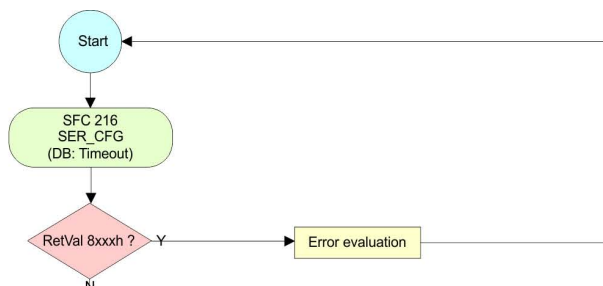 Start
SFC 216
SER_CFG
(DB: Timeout)
RetVal 8xxxh ?
Y
Error evaluation
N